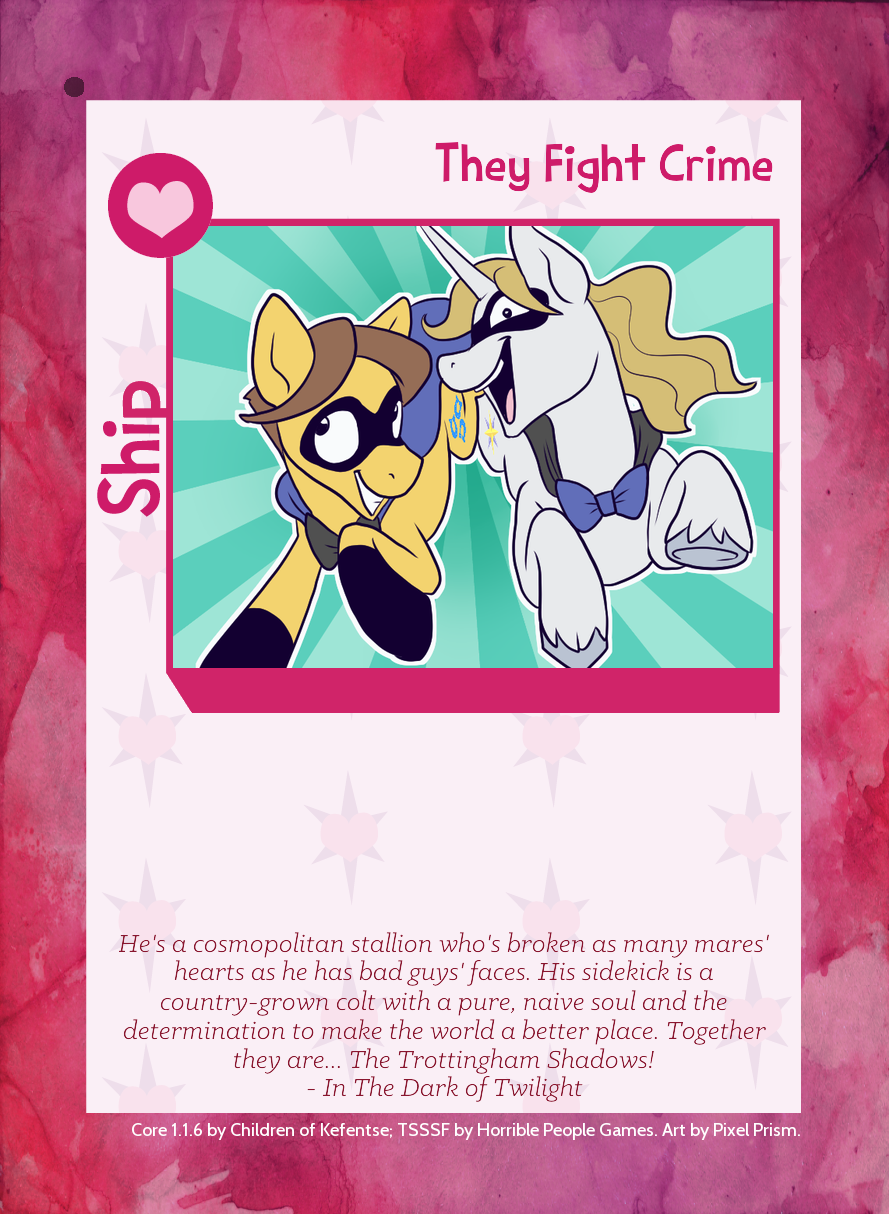 They Fight Crime
Ship
He's a cosmopolitan stallion who's broken as many mares'
hearts as he has bad guys' faces. His sidekick is a
country-grown colt with a pure, naive soul and the
determination to make the world a better place. Together
they are... The Trottingham Shadows!
- In The Dark of Twilight
Core 1.1.6 by Children of Kefentse; TSSSF by Horrible People Games. Art by Pixel Prism.